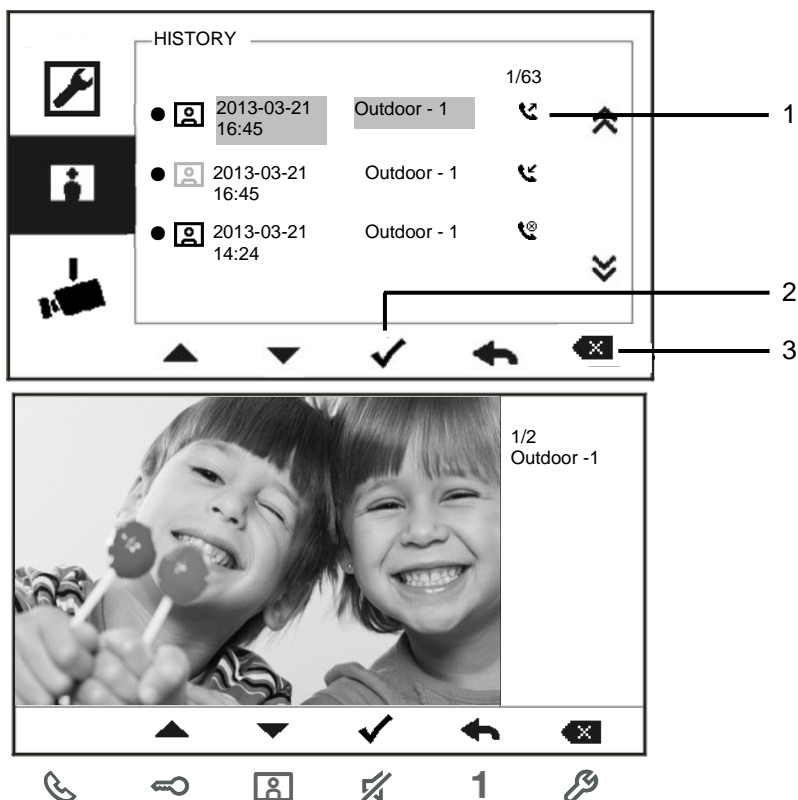 HISTORY
1/63
2013-03-21 Outdoor - 1
16:45
1
2013-03-21 Outdoor - 1
16:45
2013-03-21 Outdoor - 1
14:24
2
3
1/2
Outdoor -1
1